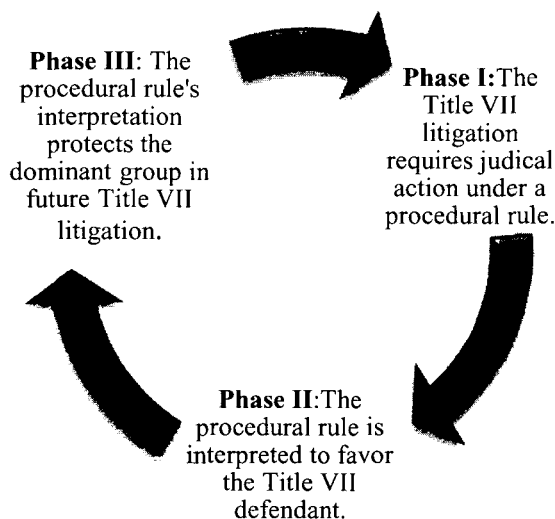 Phase I:The
Title VII
litigation
requires judical
action under a
procedural rule.
Phase II:The
procedural rule is
interpreted to favor
the Title VII
defendant.
Phase III: The
procedural rule's
interpretation
protects the
dominant group in
future Title VII
litigation.